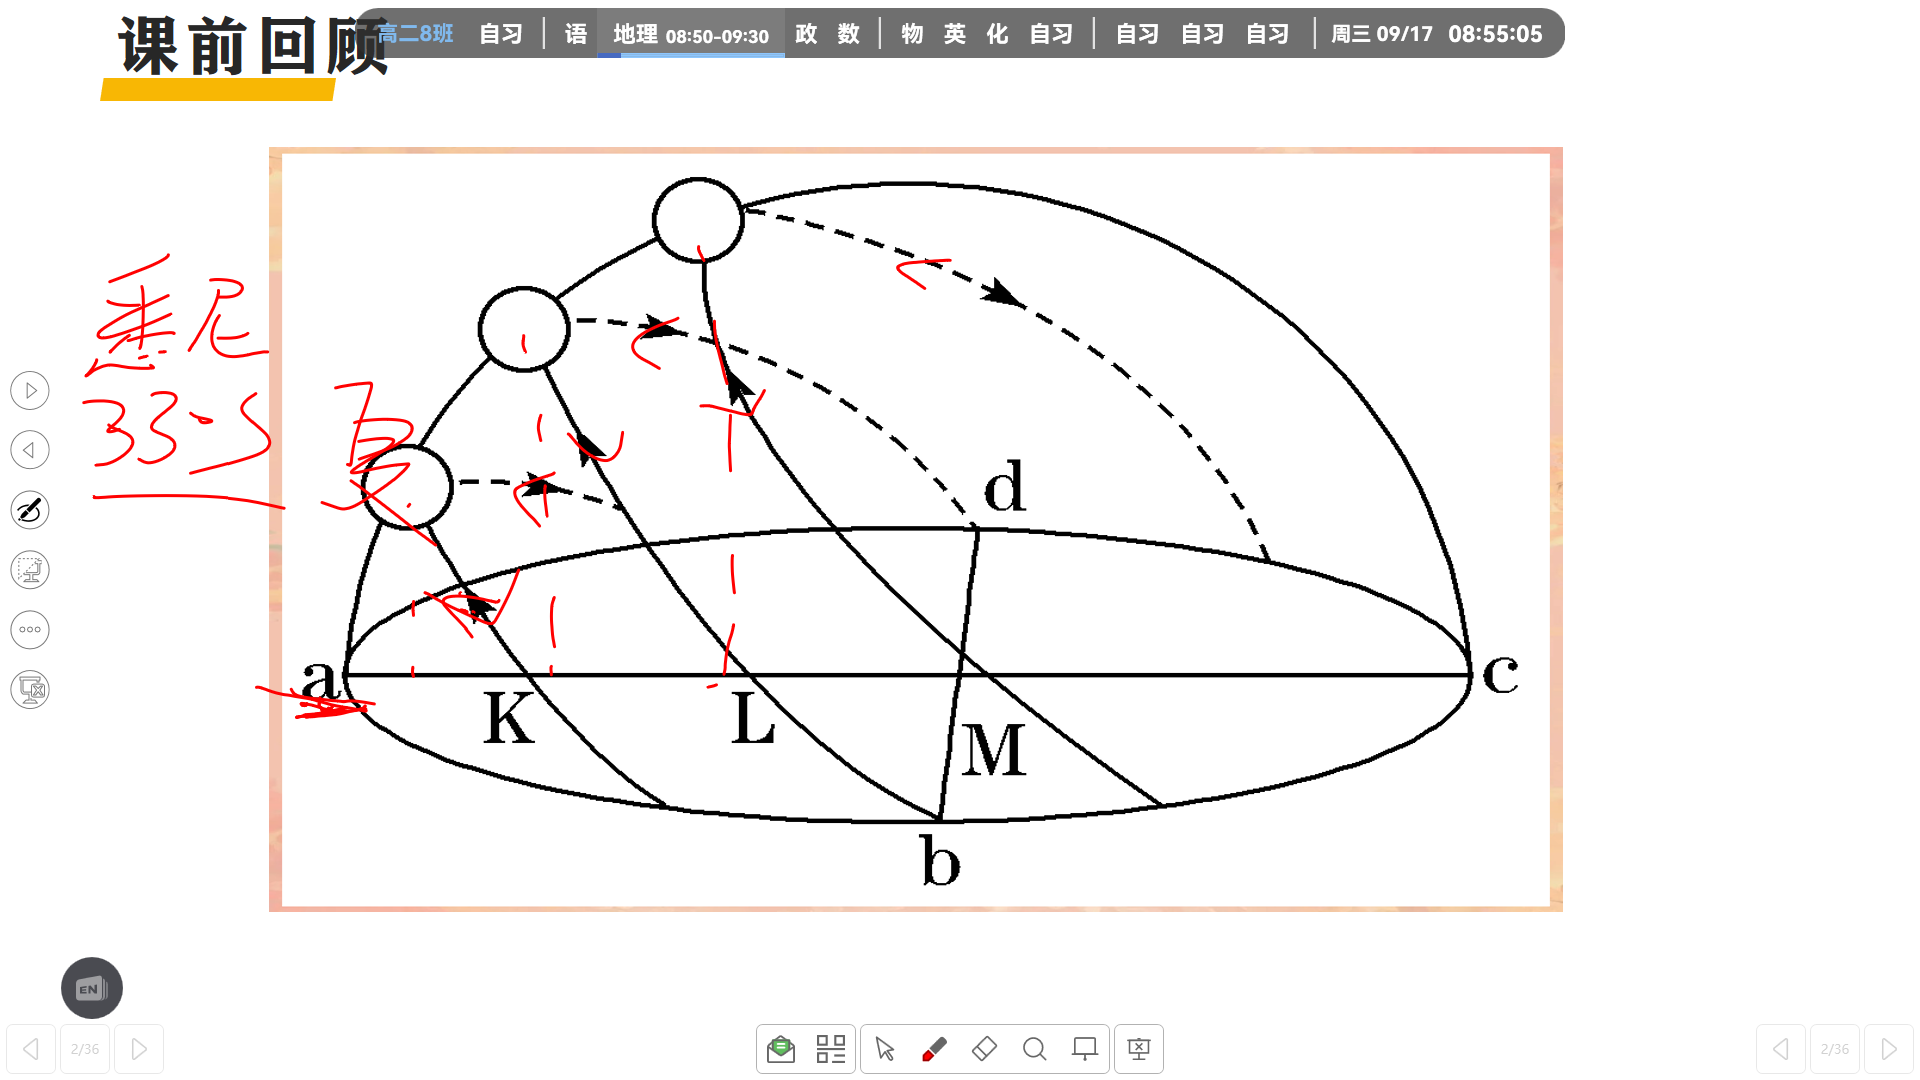 课前回顾
高二8班 自习 | 语 地理 08:50-09:30 政 数 | 物 英 化 自习 | 自习 自习 自习 | 周三 09/17 08:55:05
悉尼
33.5
夏
d
a
c
K
L
M
b
EN
2/36
2/36